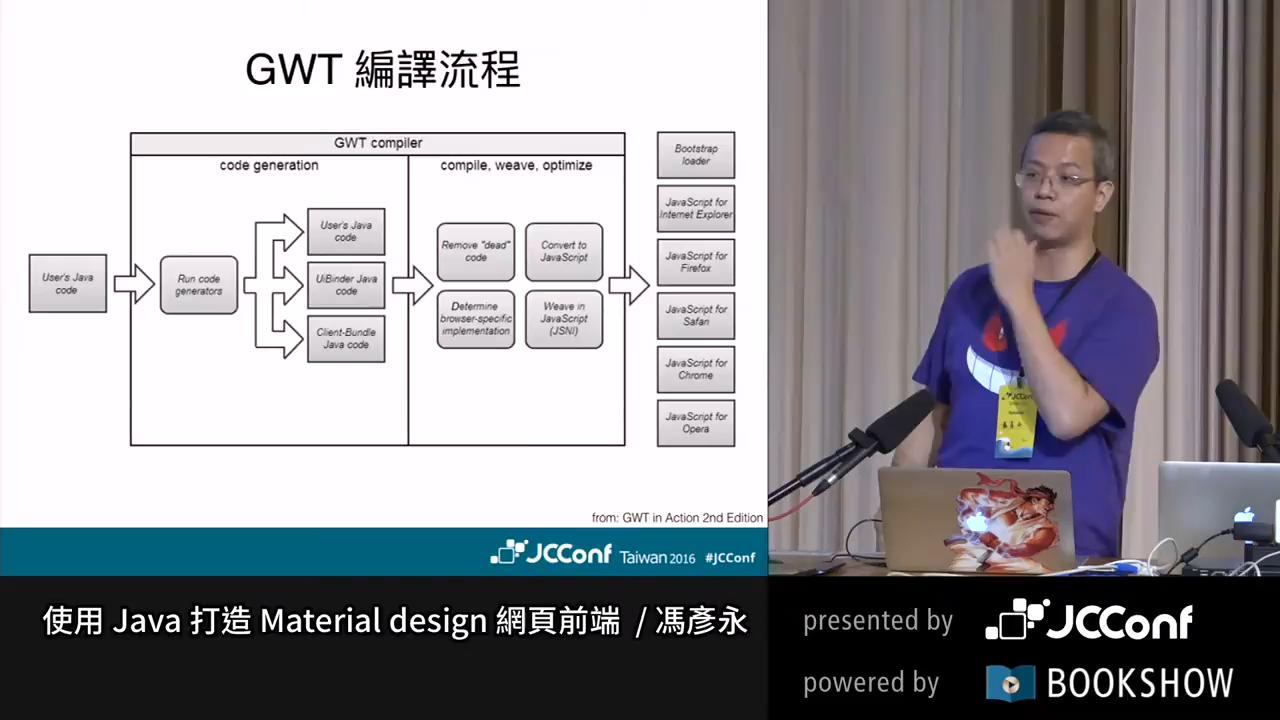 GWT 編譯流程
GWT compiler
code generation
compile, weave, optimize
User's Java
code
Run code
generators
User's Java
code
UiBinder Java
code
Client-Bundle
Java code
Remove "dead"
code
Convert to
JavaScript
Determine
browser-specific
implementation
Weave in
JavaScript
(JSNI)
Bootstrap
loader
JavaScript for
Internet Explorer
JavaScript for
Firefox
JavaScript for
Safari
JavaScript for
Chrome
JavaScript for
Opera
from: GWT in Action 2nd Edition
JCConf Taiwan 2016 #JCConf
JCConf
使用 Java 打造 Material design 網頁前端 / 馮彥永
presented by JCConf
powered by BOOKSHOW